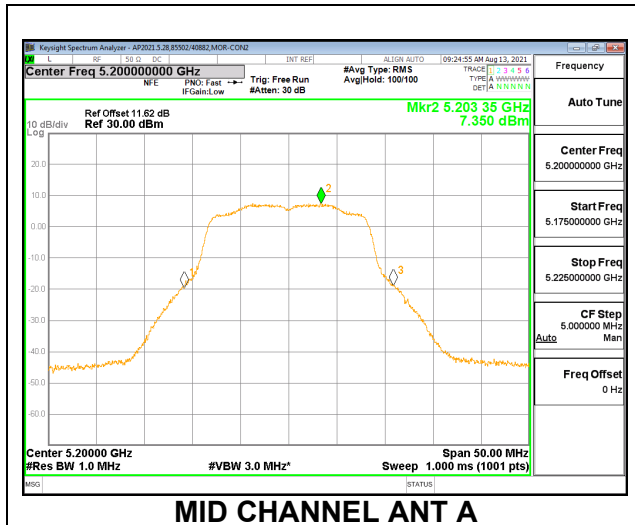 Keysight Spectrum Analyzer - AP2021.5.28,85502/40882,MOR-CON2
LXI L RF 50 Ω DC INT REF ALIGN AUTO 09:24:55 AM Aug 13, 2021
Center Freq 5.200000000 GHz
NFE
PNO: Fast
IFGain:Low
Trig: Free Run
#Atten: 30 dB
#Avg Type: RMS
Avg|Hold: 100/100
TRACE 1 2 3 4 5 6
TYPE A WWWWW
DET A N N N N N
Ref Offset 11.62 dB
10 dB/div Ref 30.00 dBm
Log
Mkr2 5.203 35 GHz
7.350 dBm
20.0
10.0
0.00
-10.0
-20.0
-30.0
-40.0
-50.0
-60.0
1
2
3
Center 5.20000 GHz Span 50.00 MHz
#Res BW 1.0 MHz #VBW 3.0 MHz* Sweep 1.000 ms (1001 pts)
MSG STATUS
Frequency
Auto Tune
Center Freq
5.200000000 GHz
Start Freq
5.175000000 GHz
Stop Freq
5.225000000 GHz
CF Step
5.000000 MHz
Auto Man
Freq Offset
0 Hz
MID CHANNEL ANT A